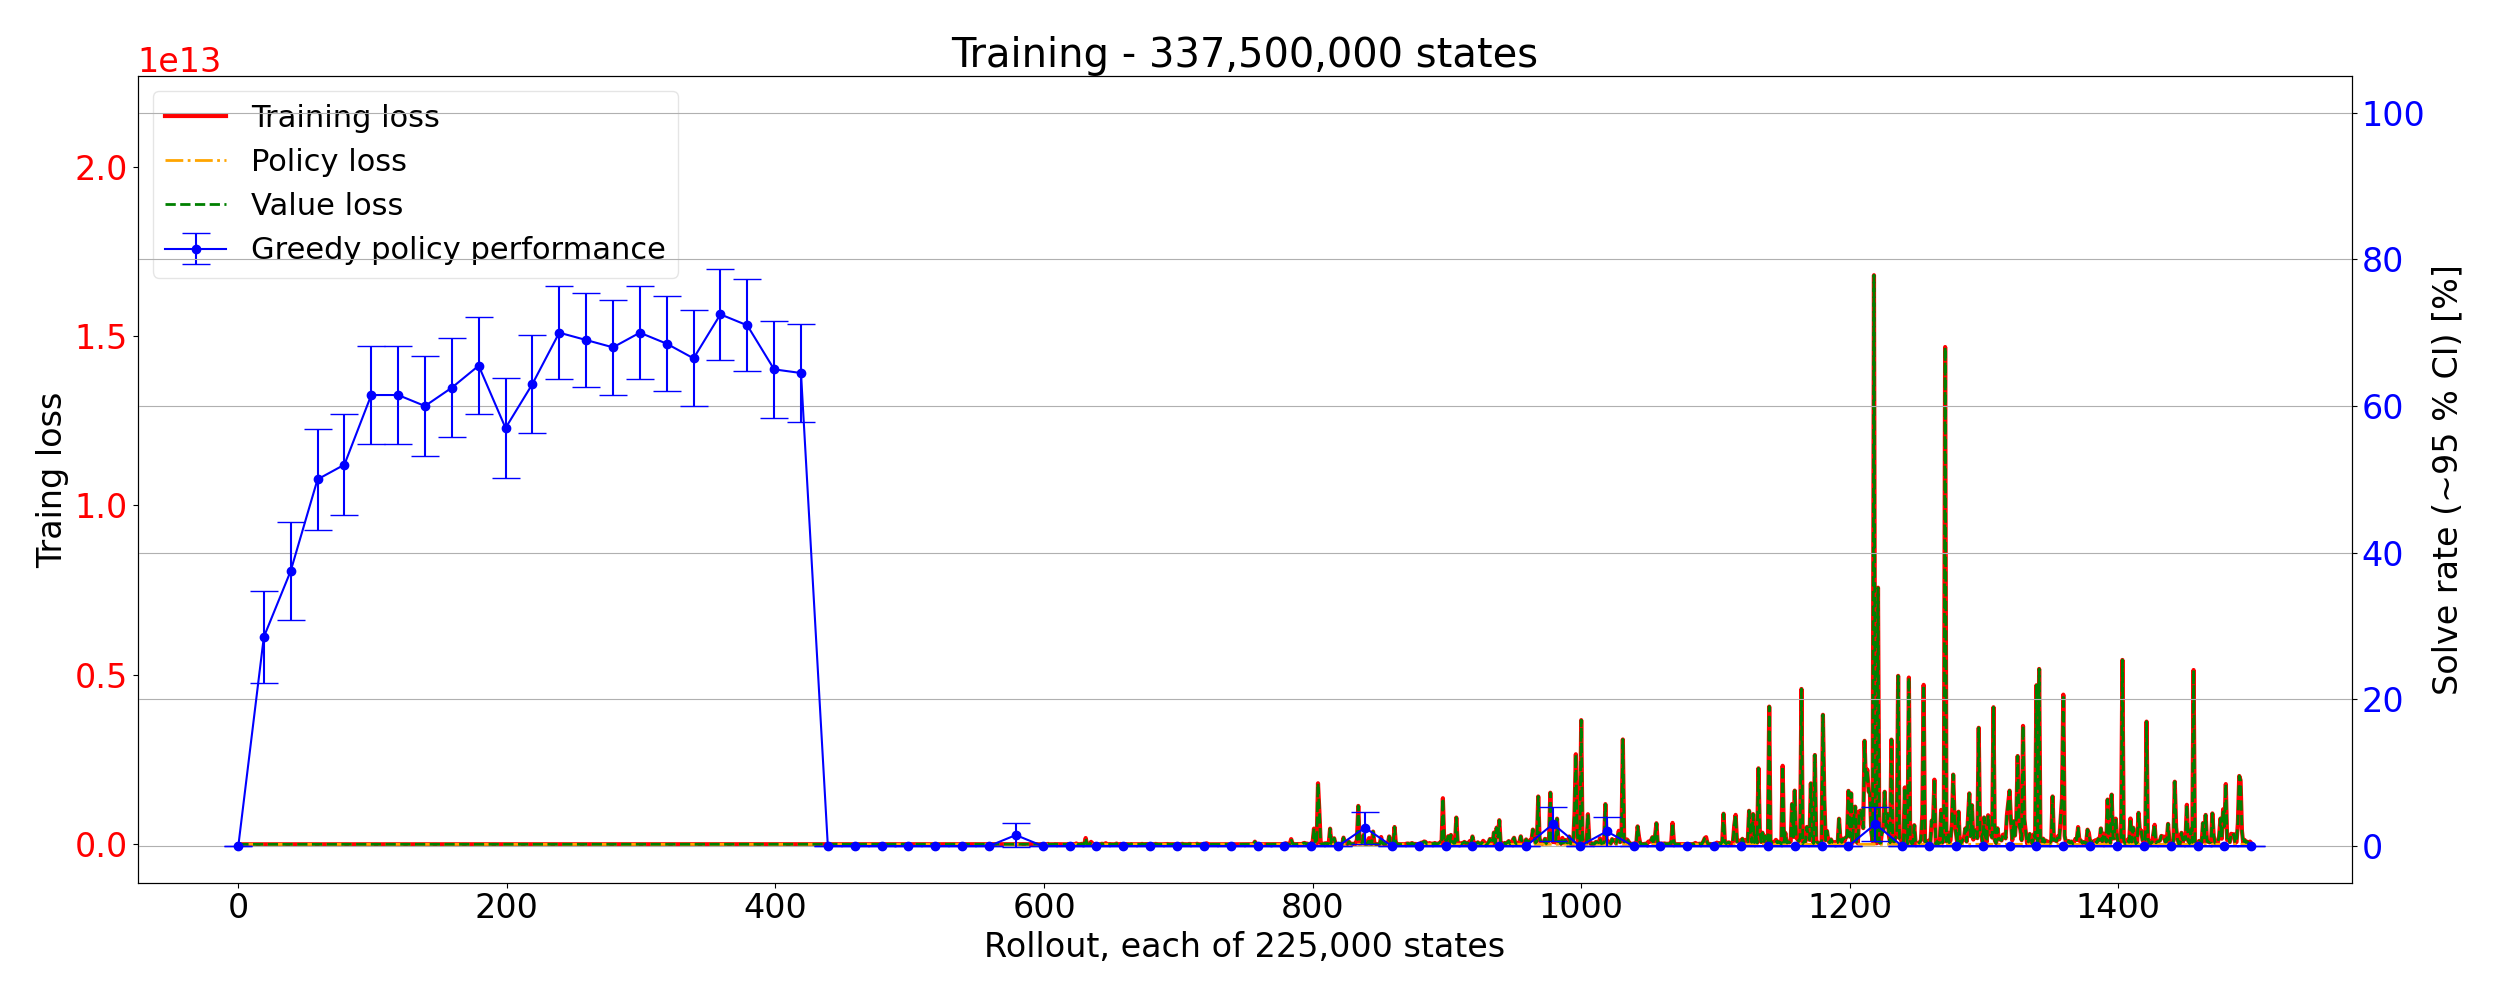 Training - 337,500,000 states
1e13
Training loss
Policy loss
Value loss
Greedy policy performance
2.0
1.5
1.0
0.5
0.0
Traing loss
100
80
60
40
20
0
Solve rate (~95 % CI) [%]
0 200 400 600 800 1000 1200 1400
Rollout, each of 225,000 states